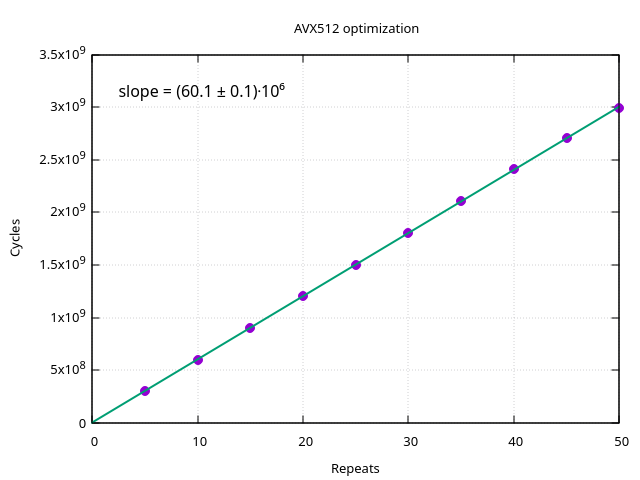 AVX512 optimization
3.5x10⁹
slope = (60.1 ± 0.1)·10⁶
3x10⁹
2.5x10⁹
2x10⁹
Cycles
1.5x10⁹
1x10⁹
5x10⁸
0
0 10 20 30 40 50
Repeats